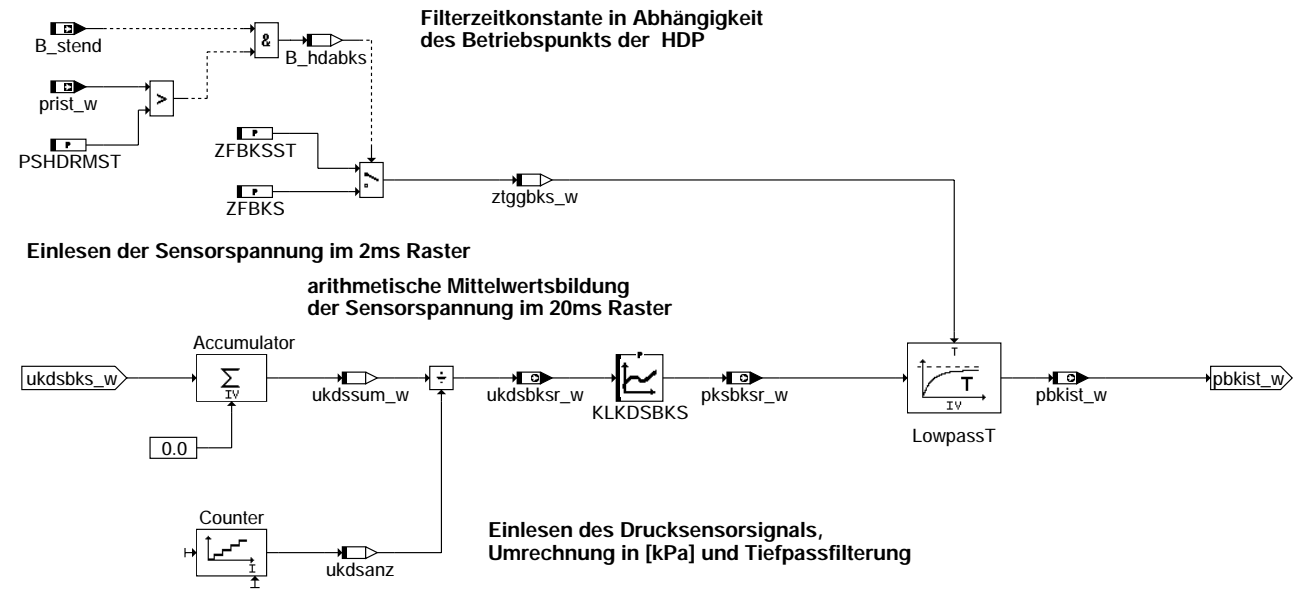 Filterzeitkonstante in Abhängigkeit
des Betriebspunkts der HDP
B_stend
&
B_hdabks
prist_w
>
P
PSHDRMST
P
ZFBKSST
P
ZFBKS
ztggbks_w
Einlesen der Sensorspannung im 2ms Raster
arithmetische Mittelwertsbildung
der Sensorspannung im 20ms Raster
Accumulator
ukdsbks_w
Σ
IV
ukdssum_w
÷
ukdsbksr_w
P
KLKDSBKS
pksbksr_w
T
T
IV
LowpassT
pbkist_w
pbkist_w
0.0
Counter
I
ukdsanz
Einlesen des Drucksensorsignals,
Umrechnung in [kPa] und Tiefpassfilterung